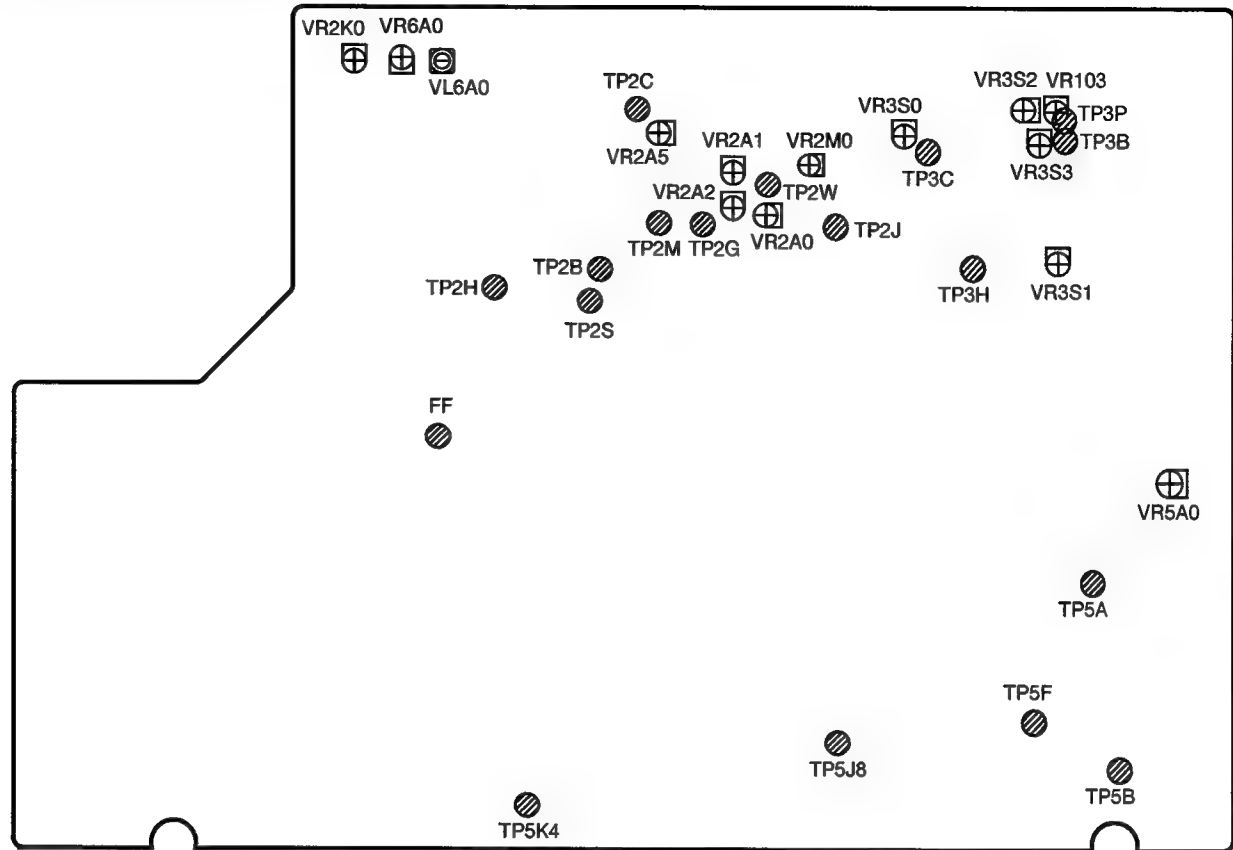 VR2K0
VR6A0
VL6A0
TP2C
VR2A5
VR2A1
VR2M0
VR3S0
VR3S2
VR103
TP3P
TP3B
VR3S3
TP3C
VR2A2
TP2W
TP2M
TP2G
VR2A0
TP2J
TP2B
TP2H
TP2S
TP3H
VR3S1
FF
VR5A0
TP5A
TP5F
TP5J8
TP5B
TP5K4